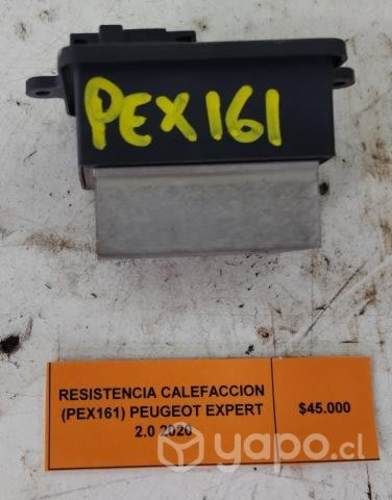 PEX161
RESISTENCIA CALEFACCION
(PEX161) PEUGEOT EXPERT
2.0 2020
$45.000
yapo.cl